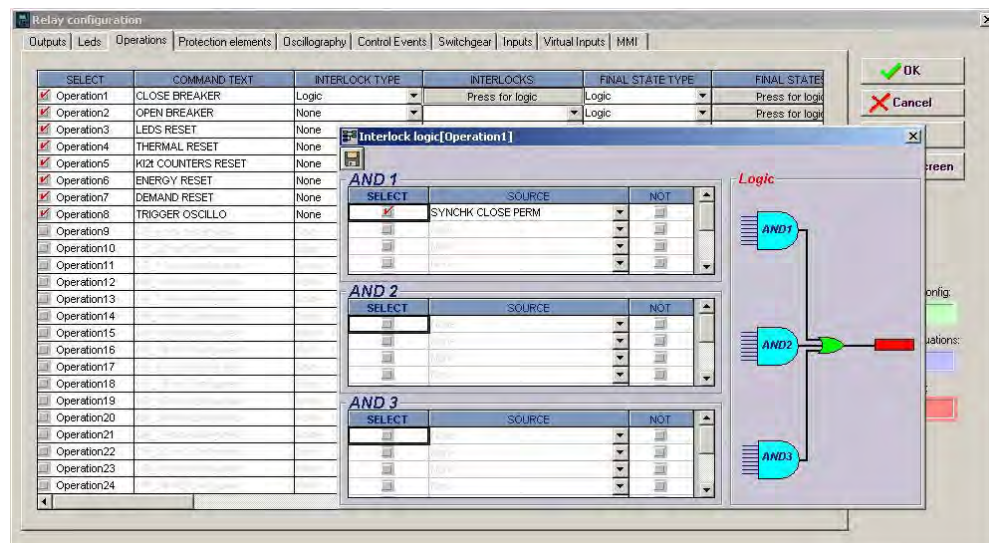 Relay configuration
Outputs Leds Operations Protection elements Oscillography Control Events Switchgear Inputs Virtual Inputs MMI
SELECT COMMAND TEXT INTERLOCK TYPE INTERLOCKS FINAL STATE TYPE FINAL STATES
Operation1 CLOSE BREAKER Logic Press for logic Logic Press for logic
Operation2 OPEN BREAKER None Logic Press for logic
Operation3 LEDS RESET None
Operation4 THERMAL RESET None
Operation5 KI2t COUNTERS RESET None
Operation6 ENERGY RESET None
Operation7 DEMAND RESET None
Operation8 TRIGGER OSCILLO None
Operation9
Operation10
Operation11
Operation12
Operation13
Operation14
Operation15
Operation16
Operation17
Operation18
Operation19
Operation20
Operation21
Operation22
Operation23
Operation24
OK
Cancel
creen
onfig:
uations:
Interlock logic[Operation1]
AND 1
SELECT SOURCE NOT
SYNCHK CLOSE PERM
AND 2
SELECT SOURCE NOT
AND 3
SELECT SOURCE NOT
Logic
AND1
AND2
AND3